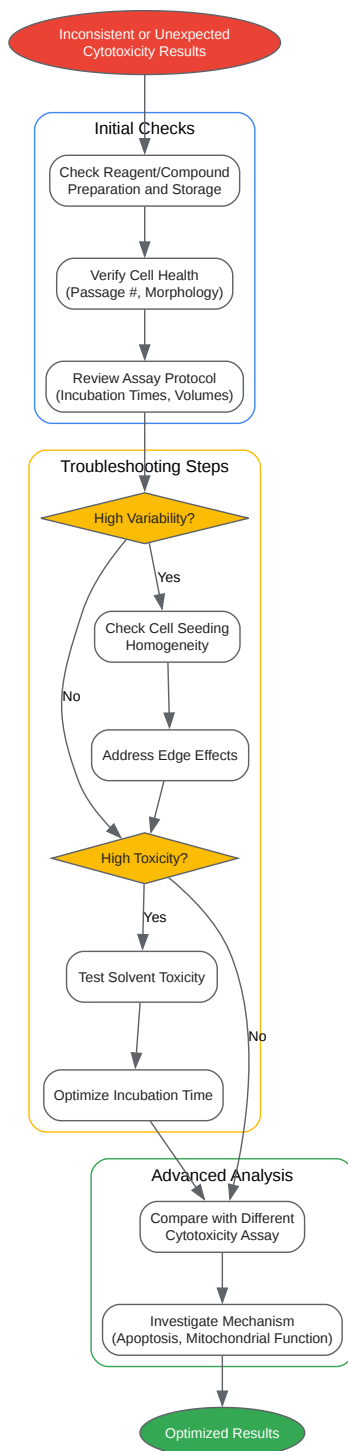 Inconsistent or Unexpected
Cytotoxicity Results
Initial Checks
Check Reagent/Compound
Preparation and Storage
Verify Cell Health
(Passage #, Morphology)
Review Assay Protocol
(Incubation Times, Volumes)
Troubleshooting Steps
High Variability?
Yes
Check Cell Seeding
Homogeneity
No
Address Edge Effects
High Toxicity?
Yes
Test Solvent Toxicity
No
Optimize Incubation Time
Advanced Analysis
Compare with Different
Cytotoxicity Assay
Investigate Mechanism
(Apoptosis, Mitochondrial Function)
Optimized Results